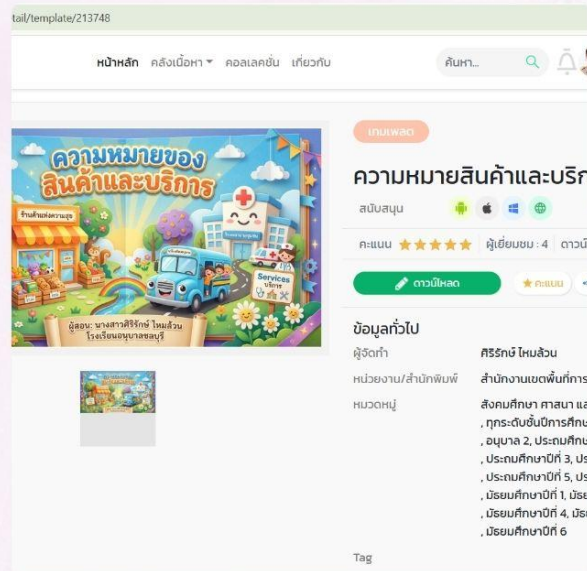 tail/template/213748
หน้าหลัก คลังเนื้อหา คอลเลคชั่น เกี่ยวกับ ค้นหา...
ความหมายของ
สินค้าและบริการ
ร้านค้าแห่งความสุข
Services
บริการ
ผู้สอน: นางสาวศิริรักษ์ ไหมล้วน
โรงเรียนอนุบาลชลบุรี
เทมเพลต
ความหมายสินค้าและบริก
สนับสนุน
คะแนน ผู้เยี่ยมชม : 4 ดาวน์
ดาวน์โหลด คะแนน
ข้อมูลทั่วไป
ผู้จัดทำ ศิริรักษ์ ไหมล้วน
หน่วยงาน/สำนักพิมพ์ สำนักงานเขตพื้นที่การ
หมวดหมู่ สังคมศึกษา ศาสนา แล
, ทุกระดับชั้นปีการศึกษ
, อนุบาล 2, ประถมศึกษ
, ประถมศึกษาปีที่ 3, ปร
, ประถมศึกษาปีที่ 5, ปร
, มัธยมศึกษาปีที่ 1, มัธย
, มัธยมศึกษาปีที่ 4, มัธย
, มัธยมศึกษาปีที่ 6
Tag